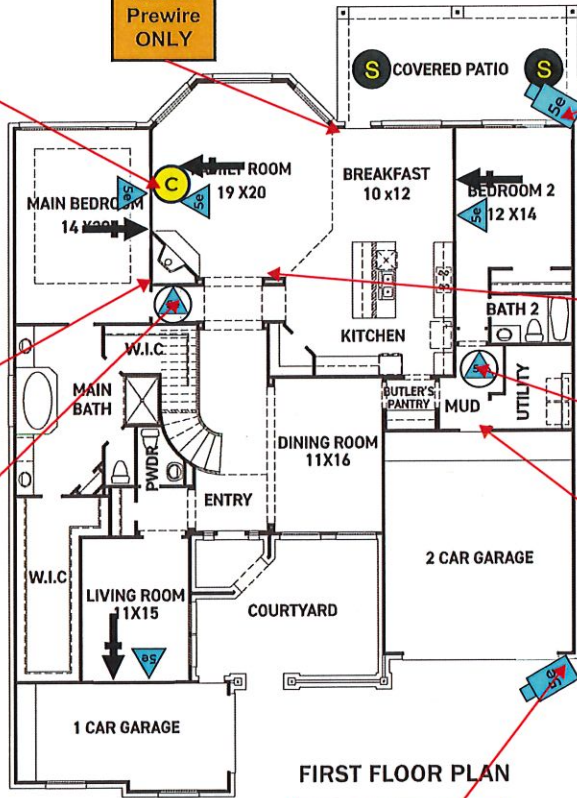 Prewire
ONLY
S
COVERED PATIO
S
5e
C
ROOM
19 X20
BREAKFAST
10 x12
BEDROOM 2
12 X14
MAIN BEDROOM
14
5e
5e
5e
BATH 2
KITCHEN
W.I.C
MAIN
BATH
BUTLER'S
PANTRY
MUD
UTILITY
DINING ROOM
11X16
PWDR
ENTRY
2 CAR GARAGE
W.I.C
LIVING ROOM
11X15
COURTYARD
5e
5e
1 CAR GARAGE
FIRST FLOOR PLAN